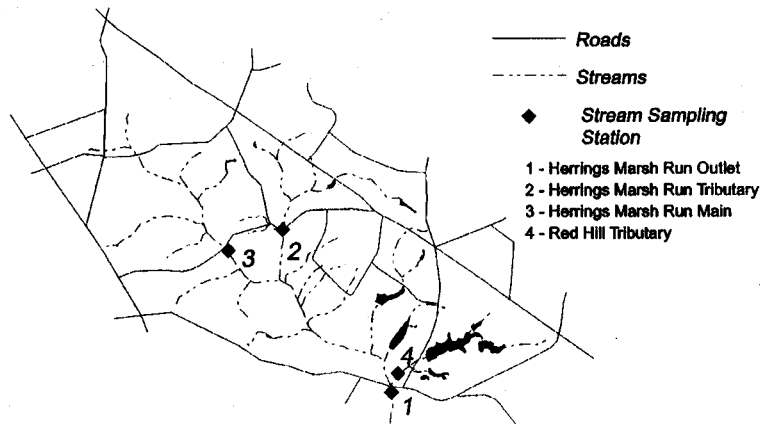 Roads
Streams
Stream Sampling
Station
1 - Herrings Marsh Run Outlet
2 - Herrings Marsh Run Tributary
3 - Herrings Marsh Run Main
4 - Red Hill Tributary
2
3
4
1